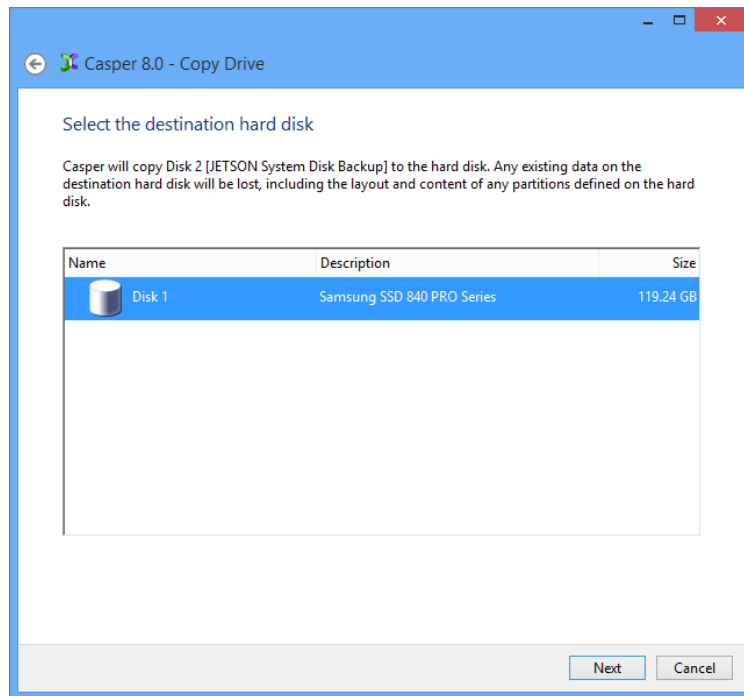 Casper 8.0 - Copy Drive
Select the destination hard disk
Casper will copy Disk 2 [JETSON System Disk Backup] to the hard disk. Any existing data on the
destination hard disk will be lost, including the layout and content of any partitions defined on the hard
disk.
Name Description Size
Disk 1 Samsung SSD 840 PRO Series 119.24 GB
Next Cancel